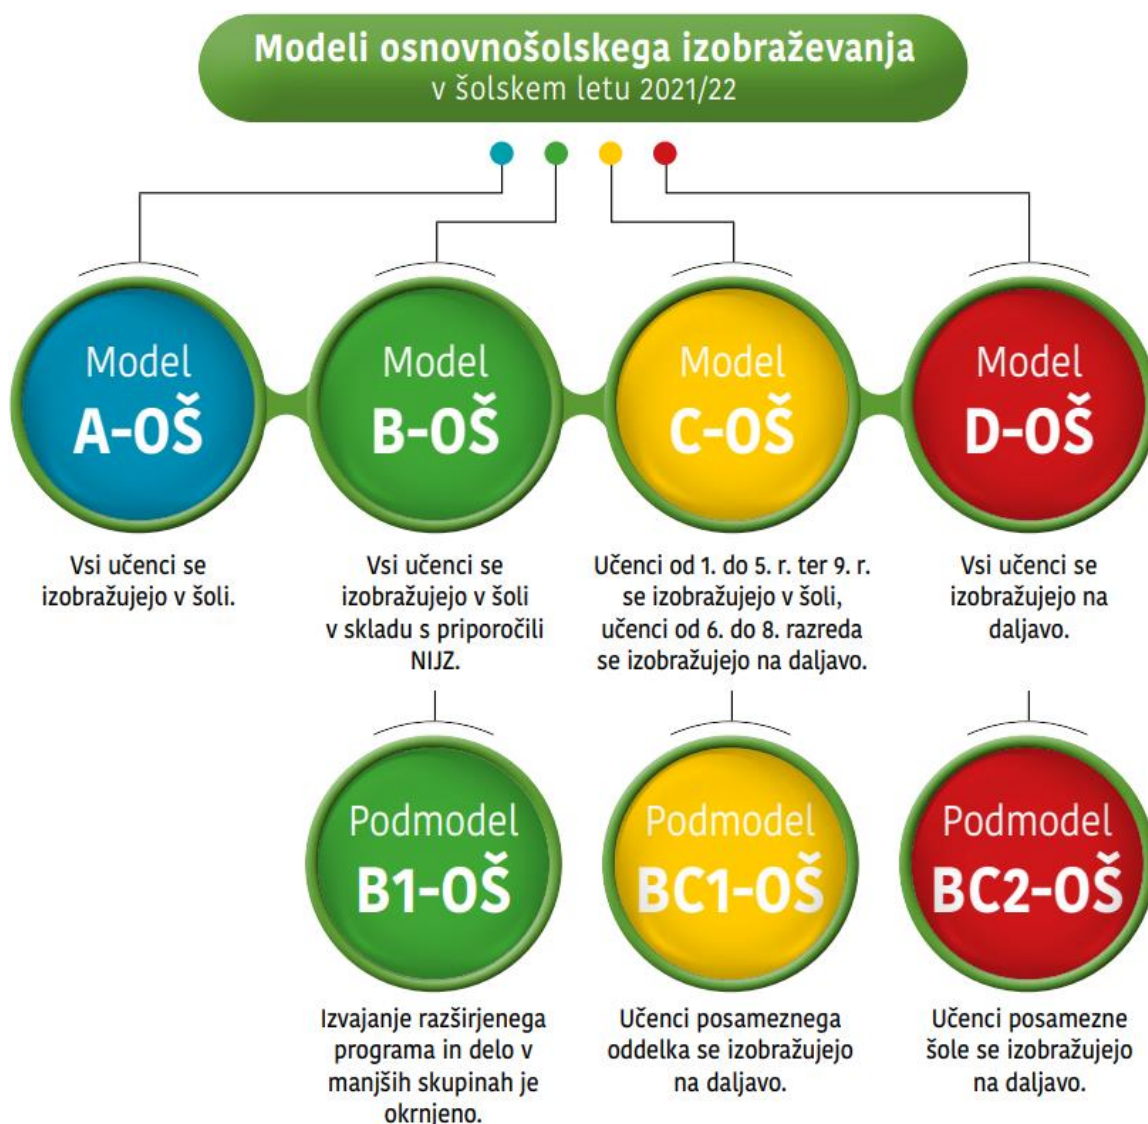 Modeli osnovnošolskega izobraževanja
v šolskem letu 2021/22
Model
A-OŠ
Vsi učenci se
izobražujejo v šoli.
Model
B-OŠ
Vsi učenci se
izobražujejo v šoli
v skladu s priporočili
NIJZ.
Model
C-OŠ
Učenci od 1. do 5. r. ter 9. r.
se izobražujejo v šoli,
učenci od 6. do 8. razreda
se izobražujejo na daljavo.
Model
D-OŠ
Vsi učenci se
izobražujejo na
daljavo.
Podmodel
B1-OŠ
Izvajanje razširjenega
programa in delo v
manjših skupinah je
okrnjeno.
Podmodel
BC1-OŠ
Učenci posameznega
oddelka se izobražujejo
na daljavo.
Podmodel
BC2-OŠ
Učenci posamezne
šole se izobražujejo
na daljavo.